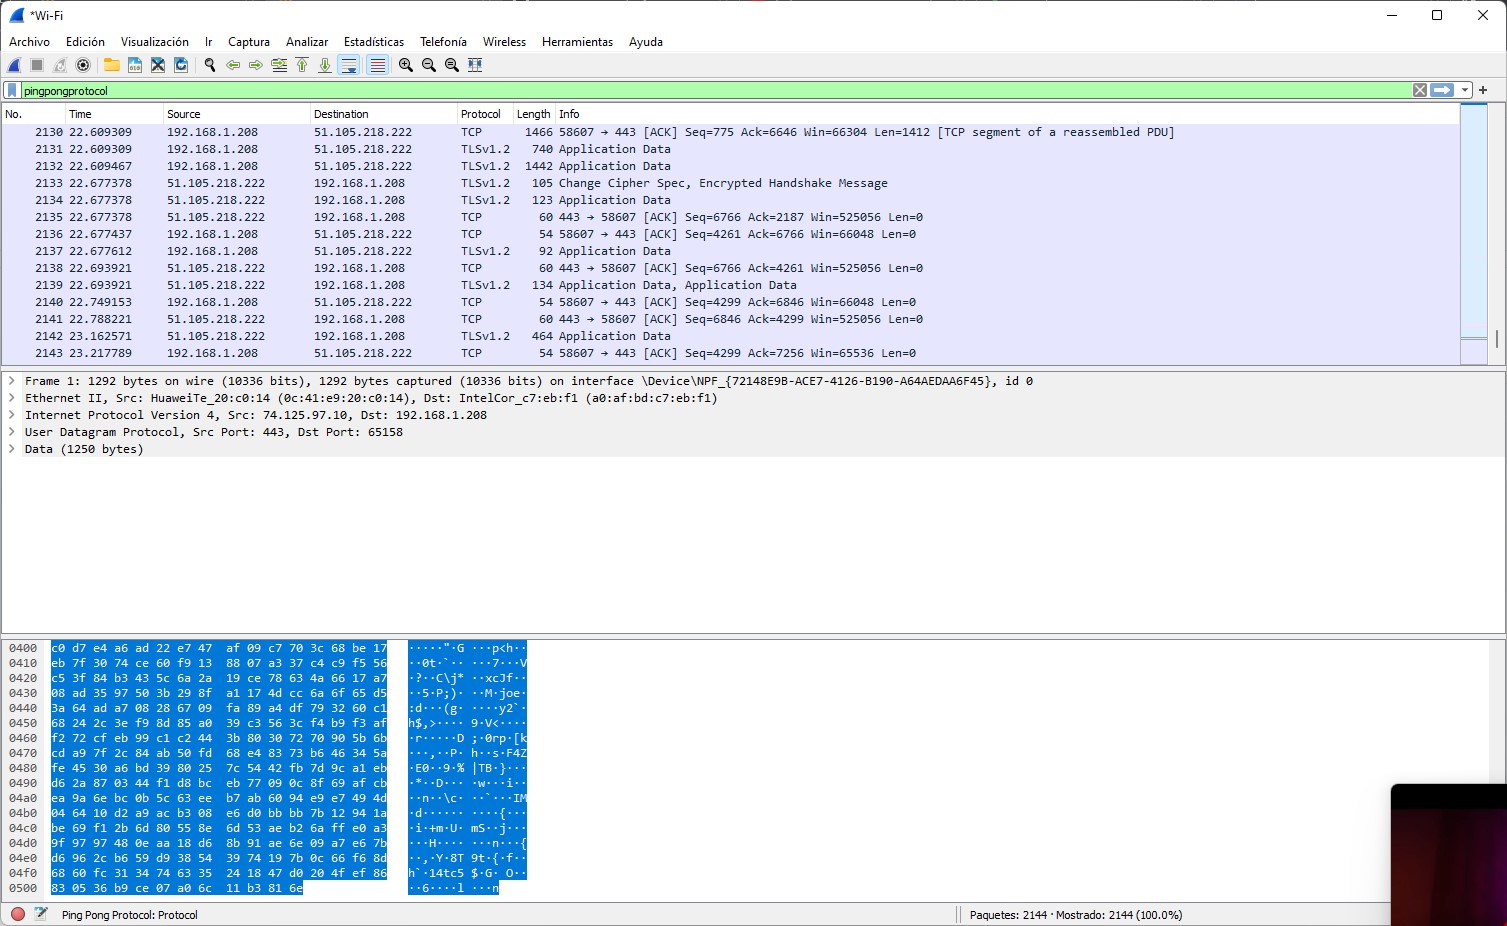 *Wi-Fi
Archivo Edición Visualización Ir Captura Analizar Estadísticas Telefonía Wireless Herramientas Ayuda
pingpongprotocol
No. Time Source Destination Protocol Length Info
2130 22.609309 192.168.1.208 51.105.218.222 TCP 1466 58607 → 443 [ACK] Seq=775 Ack=6646 Win=66304 Len=1412 [TCP segment of a reassembled PDU]
2131 22.609309 192.168.1.208 51.105.218.222 TLSv1.2 740 Application Data
2132 22.609467 192.168.1.208 51.105.218.222 TLSv1.2 1442 Application Data
2133 22.677378 51.105.218.222 192.168.1.208 TLSv1.2 105 Change Cipher Spec, Encrypted Handshake Message
2134 22.677378 51.105.218.222 192.168.1.208 TLSv1.2 123 Application Data
2135 22.677378 51.105.218.222 192.168.1.208 TCP 60 443 → 58607 [ACK] Seq=6766 Ack=2187 Win=525056 Len=0
2136 22.677437 192.168.1.208 51.105.218.222 TCP 54 58607 → 443 [ACK] Seq=4261 Ack=6766 Win=66048 Len=0
2137 22.677612 192.168.1.208 51.105.218.222 TLSv1.2 92 Application Data
2138 22.693921 51.105.218.222 192.168.1.208 TCP 60 443 → 58607 [ACK] Seq=6766 Ack=4261 Win=525056 Len=0
2139 22.693921 51.105.218.222 192.168.1.208 TLSv1.2 134 Application Data, Application Data
2140 22.749153 192.168.1.208 51.105.218.222 TCP 54 58607 → 443 [ACK] Seq=4299 Ack=6846 Win=66048 Len=0
2141 22.788221 51.105.218.222 192.168.1.208 TCP 60 443 → 58607 [ACK] Seq=6846 Ack=4299 Win=525056 Len=0
2142 23.162571 51.105.218.222 192.168.1.208 TLSv1.2 464 Application Data
2143 23.217789 192.168.1.208 51.105.218.222 TCP 54 58607 → 443 [ACK] Seq=4299 Ack=7256 Win=65536 Len=0
Frame 1: 1292 bytes on wire (10336 bits), 1292 bytes captured (10336 bits) on interface \Device\NPF_{72148E9B-ACE7-4126-B190-A64AEDAA6F45}, id 0
Ethernet II, Src: HuaweiTe_20:c0:14 (0c:41:e9:20:c0:14), Dst: IntelCor_c7:eb:f1 (a0:af:bd:c7:eb:f1)
Internet Protocol Version 4, Src: 74.125.97.10, Dst: 192.168.1.208
User Datagram Protocol, Src Port: 443, Dst Port: 65158
Data (1250 bytes)
0400 c0 d7 e4 a6 ad 22 e7 47 af 09 c7 70 3c 68 be 17 ·····"·G ···p<h··
0410 eb 7f 30 74 ce 60 f9 13 88 07 a3 37 c4 c9 f5 56 ··0t·`·· ···7···V
0420 c5 3f 84 b3 43 5c 6a 2a 19 ce 78 63 4a 66 17 a7 ·?··C\j* ··xcJf··
0430 08 ad 35 97 50 3b 29 8f a1 17 4d cc 6a 6f 65 d5 ··5·P;)· ··M·joe·
0440 3a 64 ad a7 08 28 67 09 fa 89 a4 df 79 32 60 c1 :d···(g· ····y2`·
0450 68 24 2c 3e f9 8d 85 a0 39 c3 56 3c f4 b9 f3 af h$,>···· 9·V<····
0460 f2 72 cf eb 99 c1 c2 44 3b 80 30 72 70 90 5b 6b ·r·····D ;·0rp·[k
0470 cd a9 7f 2c 84 ab 50 fd 68 e4 83 73 b6 46 34 5a ···,··P· h··s·F4Z
0480 fe 45 30 a6 bd 39 80 25 7c 54 42 fb 7d 9c a1 eb ·E0··9·% |TB·}···
0490 d6 2a 87 03 44 f1 d8 bc eb 77 09 0c 8f 69 af cb ·*··D··· ·w···i··
04a0 ea 9a 6e bc 0b 5c 63 ee b7 ab 60 94 e9 e7 49 4d ··n··\c· ··`···IM
04b0 04 64 10 d2 a9 ac b3 08 e6 d0 bb bb 7b 12 94 1a ·d······ ····{···
04c0 be 69 f1 2b 6d 80 55 8e 6d 53 ae b2 6a ff e0 a3 ·i·+m·U· mS··j···
04d0 9f 97 97 48 0e aa 18 d6 8b 91 ae 6e 09 a7 e6 7b ···H···· ···n···{
04e0 d6 96 2c b6 59 d9 38 54 39 74 19 7b 0c 66 f6 8d ··,·Y·8T 9t·{·f··
04f0 68 60 fc 31 34 74 63 35 24 18 47 d0 20 4f ef 86 h`·14tc5 $·G· O··
0500 83 05 36 b9 ce 07 a0 6c 11 b3 81 6e ··6····l ···n
Ping Pong Protocol: Protocol Paquetes: 2144 · Mostrado: 2144 (100.0%)